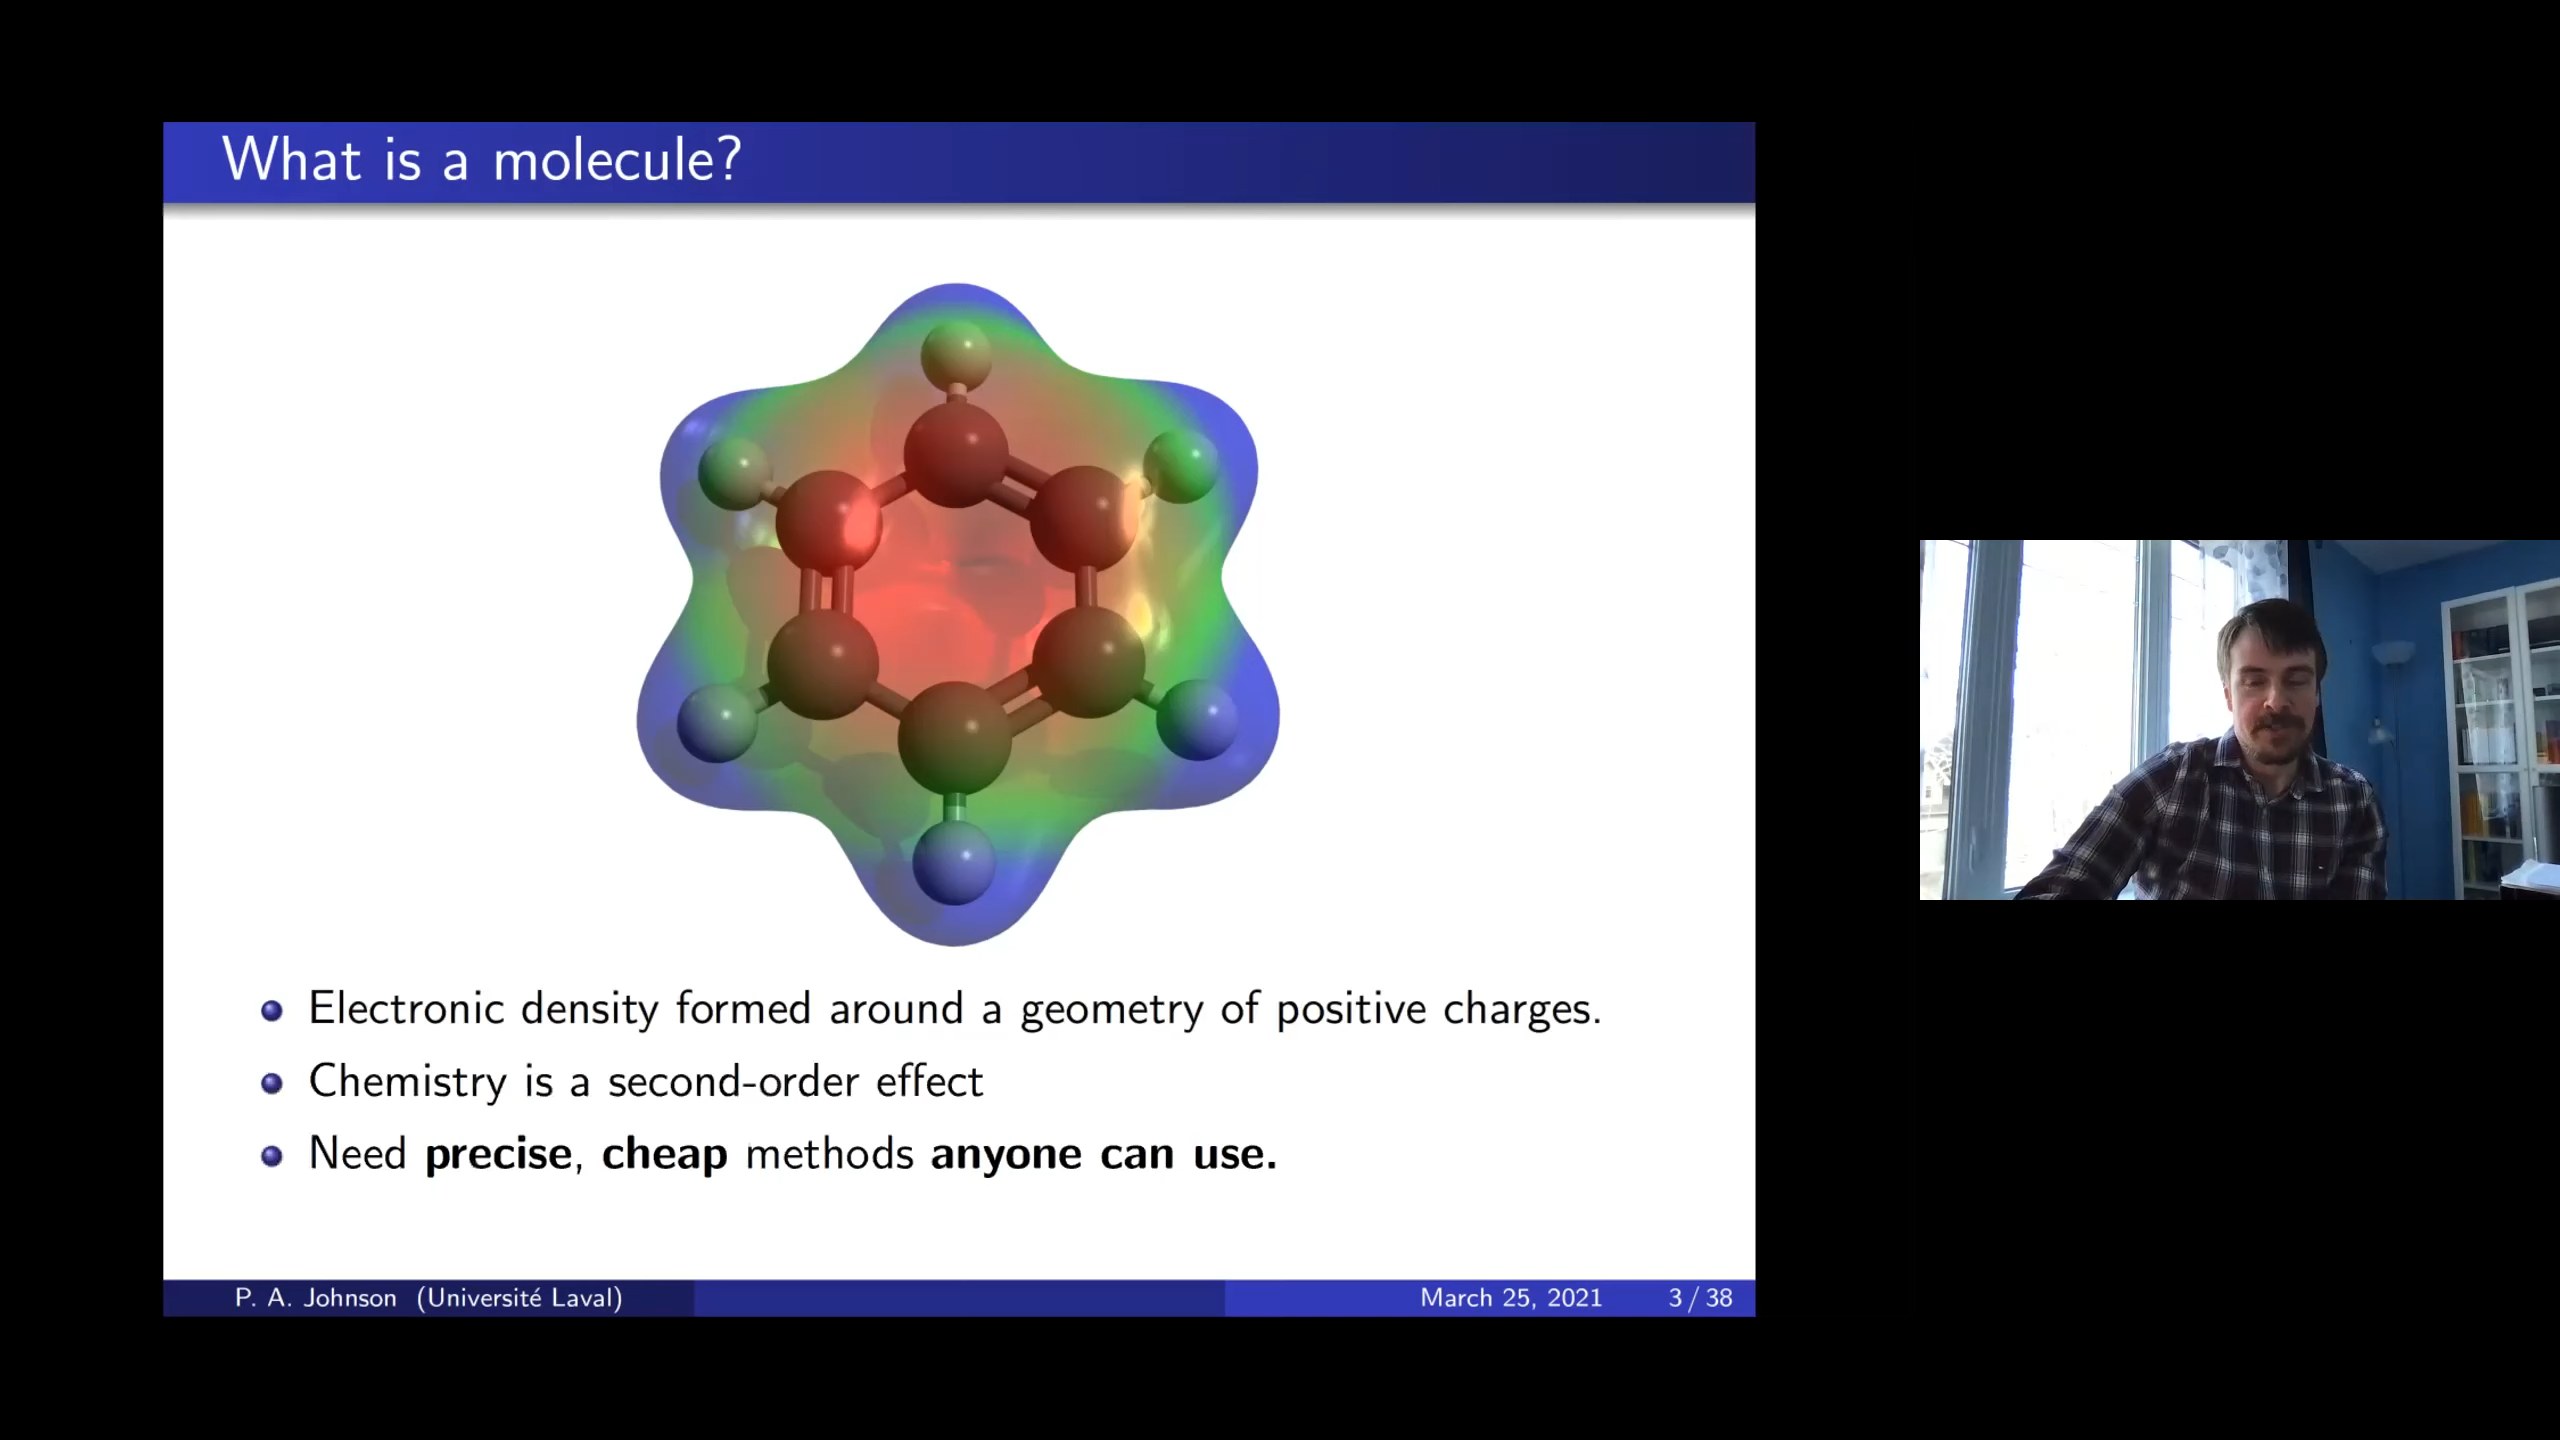 What is a molecule?
Electronic density formed around a geometry of positive charges.
Chemistry is a second-order effect
Need precise, cheap methods anyone can use.
P. A. Johnson (Université Laval)
March 25, 2021
3 / 38